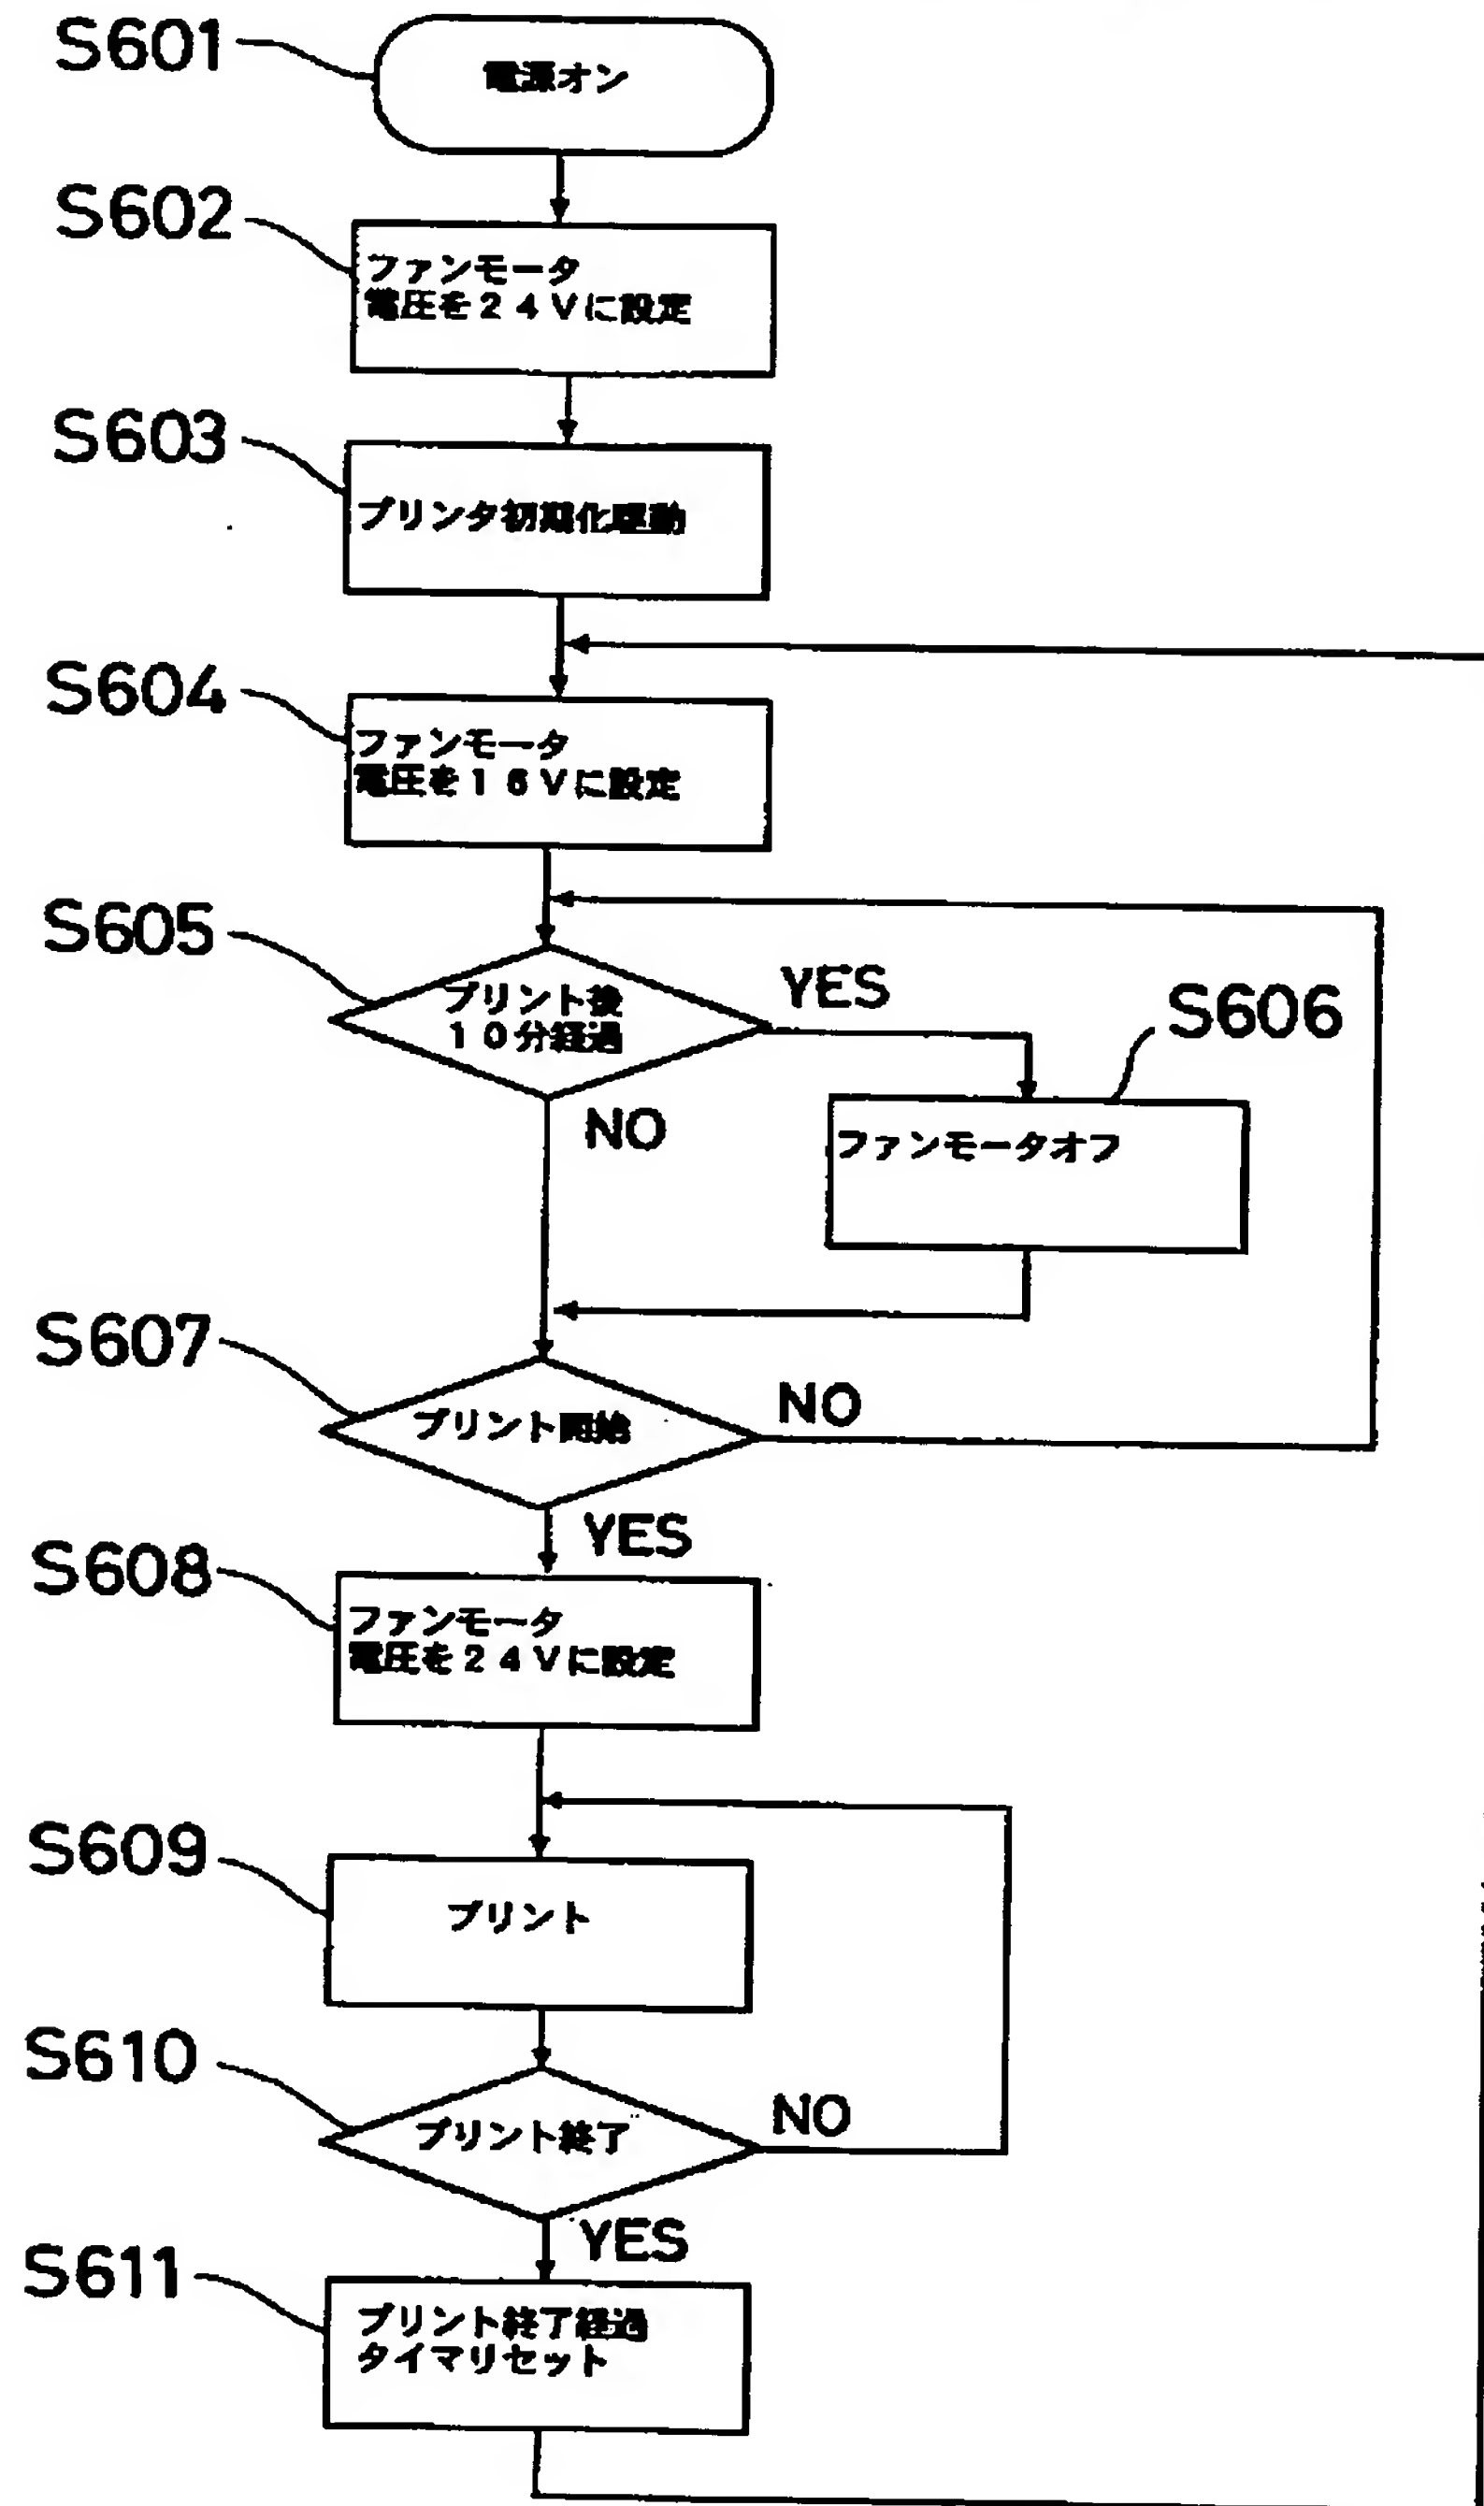 S601
電源オン
S602
ファンモータ
電圧を24Vに設定
S603
プリンタ初期化駆動
S604
ファンモータ
電圧を16Vに設定
S605
プリント後
10分経過
YES
S606
NO
ファンモータオフ
S607
プリント開始
NO
YES
S608
ファンモータ
電圧を24Vに設定
S609
プリント
S610
プリント終了
NO
YES
S611
プリント終了経過
タイマリセット